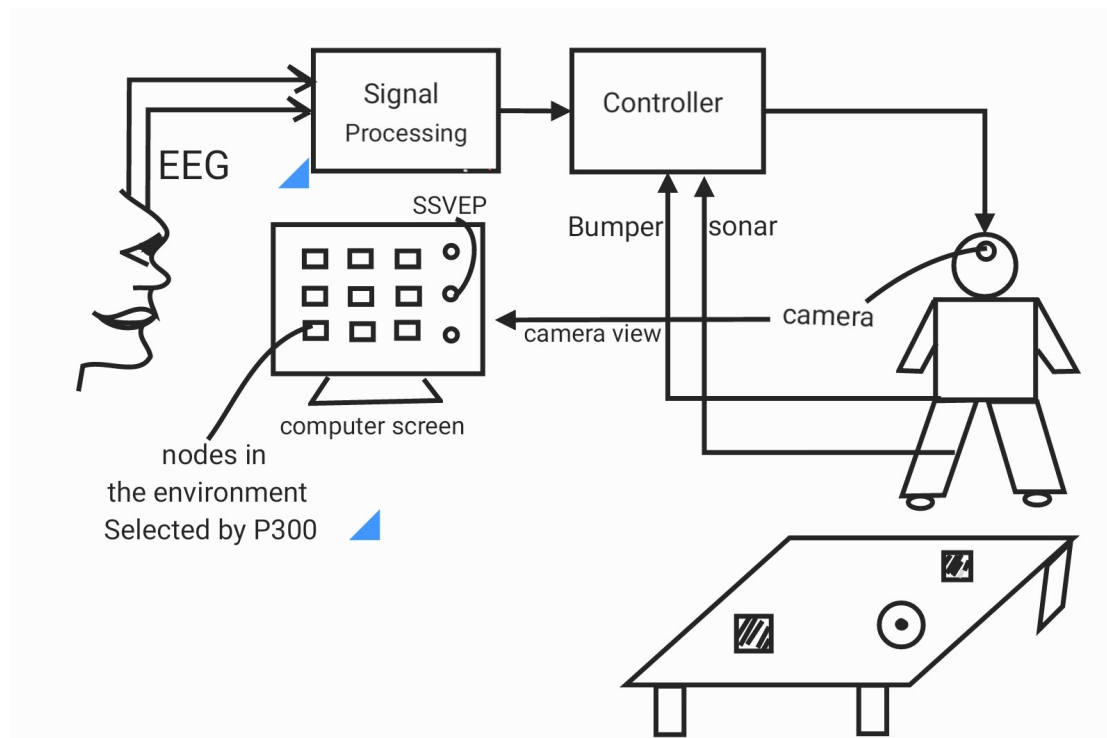 Signal
Processing
Controller
EEG
SSVEP
Bumper
sonar
camera
camera view
computer screen
nodes in
the environment
Selected by P300